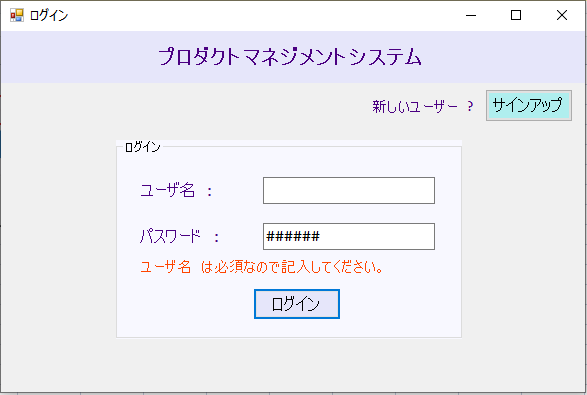 ログイン
プロダクトマネジメントシステム
新しいユーザー ? サインアップ
ログイン
ユーザ名 :
パスワード : ######
ユーザ名 は必須なので記入してください。
ログイン